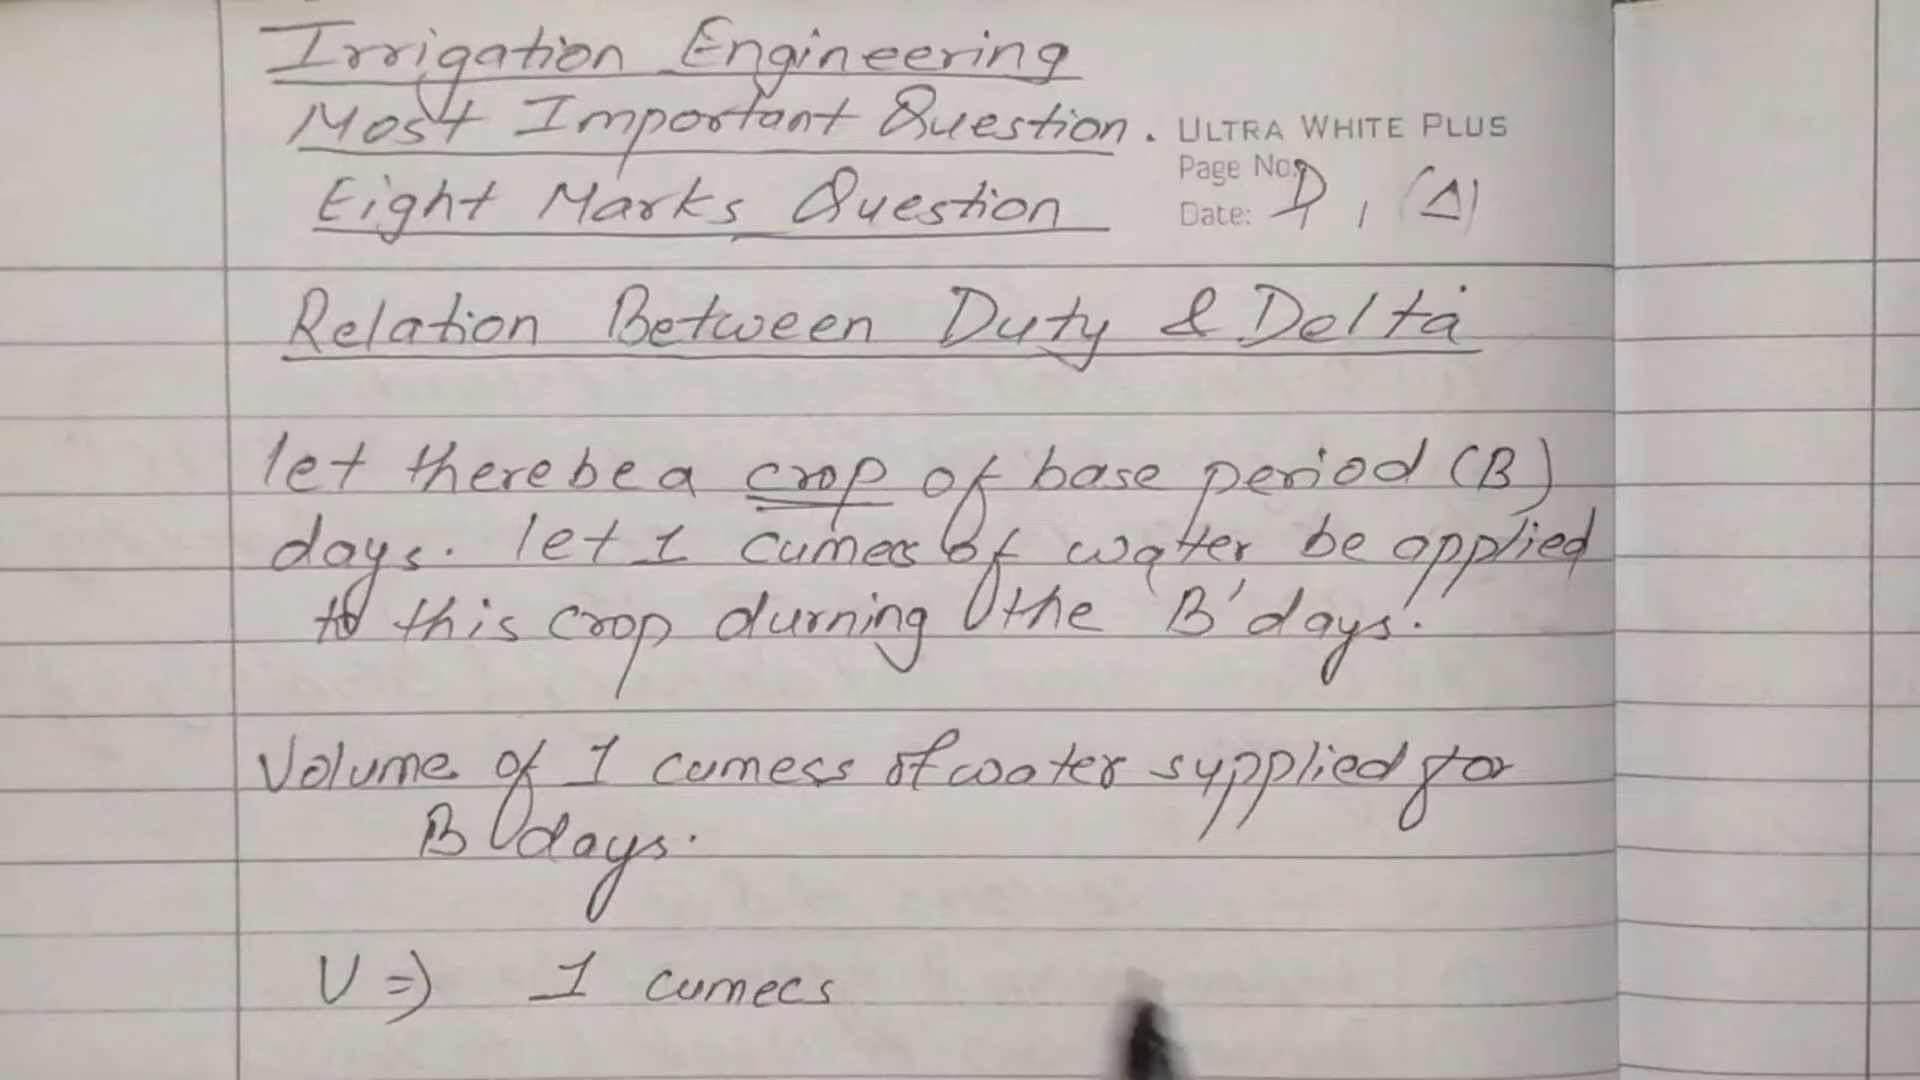 Irrigation Engineering
Most Important Question.
ULTRA WHITE PLUS
Page No:
Eight Marks Question
Date: D, (Δ)
Relation Between Duty & Delta
let there be a crop of base period (B)
days. let 1 cumecs of water be applied
to this crop durning the 'B' days.
Volume of 1 cumess of water supplied for
B days.
V => 1 cumecs